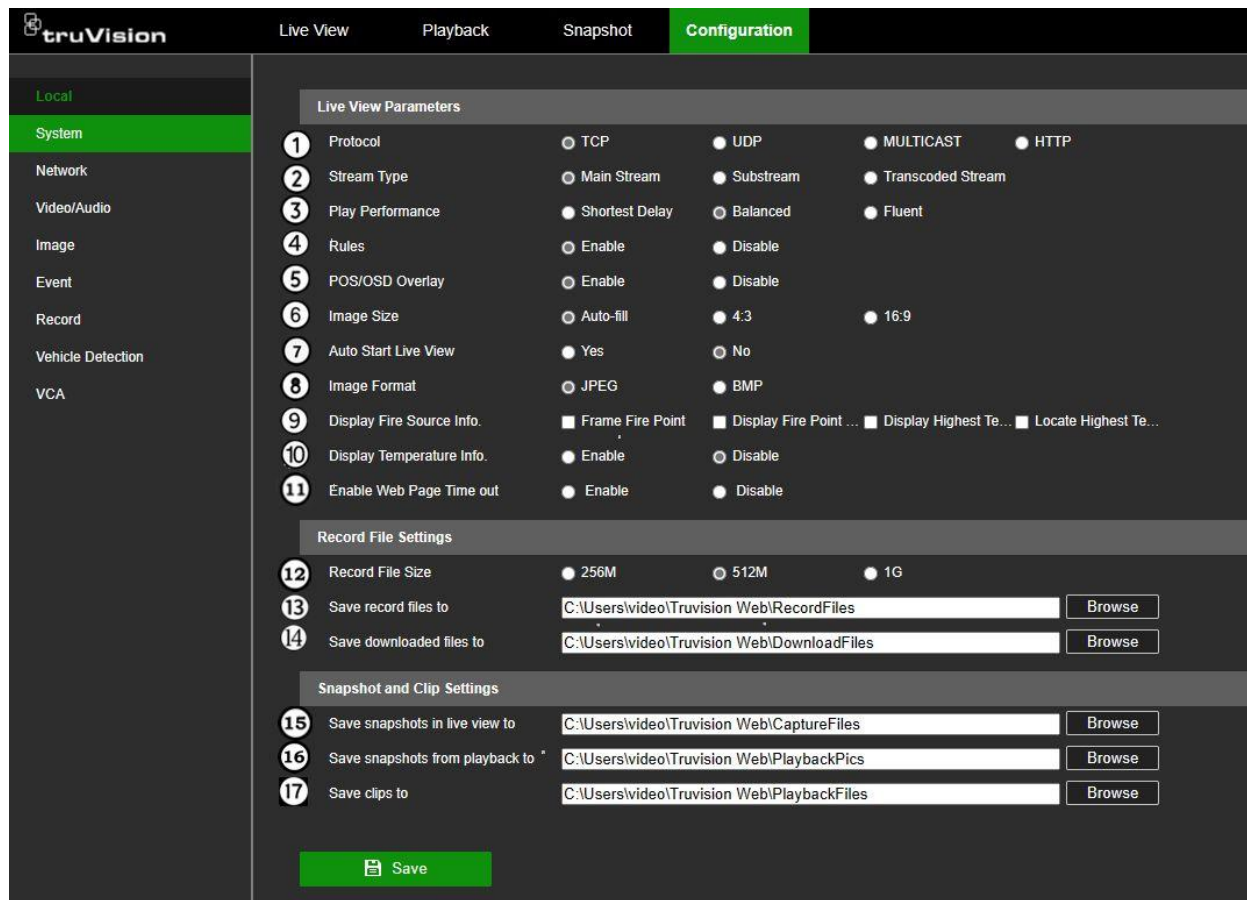 truVision Live View Playback Snapshot Configuration
Local
System
Network
Video/Audio
Image
Event
Record
Vehicle Detection
VCA
Live View Parameters
1 Protocol TCP UDP MULTICAST HTTP
2 Stream Type Main Stream Substream Transcoded Stream
3 Play Performance Shortest Delay Balanced Fluent
4 Rules Enable Disable
5 POS/OSD Overlay Enable Disable
6 Image Size Auto-fill 4:3 16:9
7 Auto Start Live View Yes No
8 Image Format JPEG BMP
9 Display Fire Source Info. Frame Fire Point Display Fire Point ... Display Highest Te... Locate Highest Te...
10 Display Temperature Info. Enable Disable
11 Enable Web Page Time out Enable Disable
Record File Settings
12 Record File Size 256M 512M 1G
13 Save record files to C:\Users\video\Truvision Web\RecordFiles Browse
14 Save downloaded files to C:\Users\video\Truvision Web\DownloadFiles Browse
Snapshot and Clip Settings
15 Save snapshots in live view to C:\Users\video\Truvision Web\CaptureFiles Browse
16 Save snapshots from playback to C:\Users\video\Truvision Web\PlaybackPics Browse
17 Save clips to C:\Users\video\Truvision Web\PlaybackFiles Browse
Save